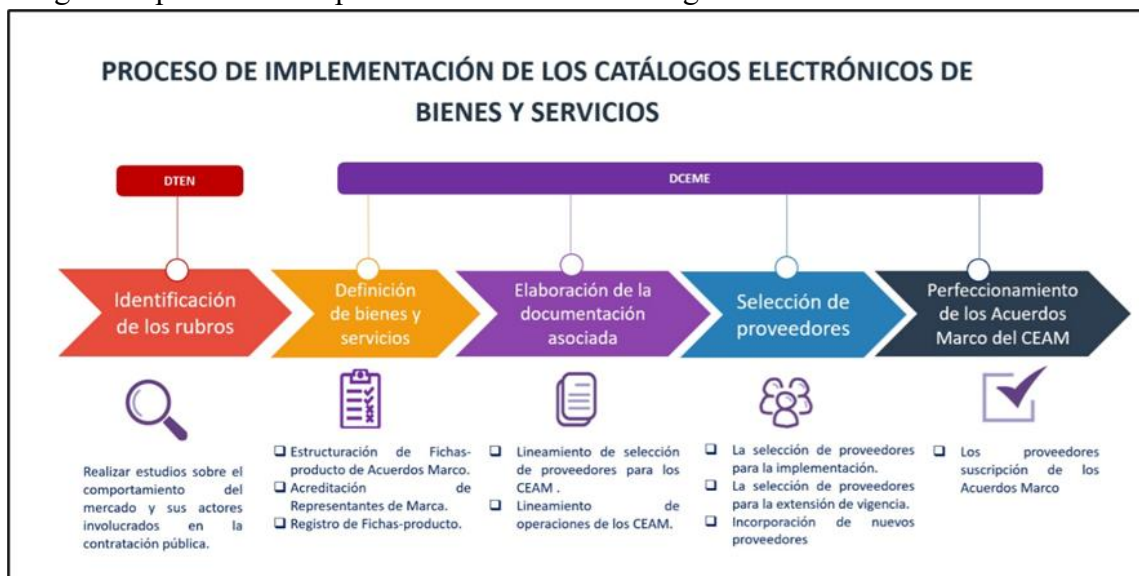 PROCESO DE IMPLEMENTACIÓN DE LOS CATÁLOGOS ELECTRÓNICOS DE
BIENES Y SERVICIOS
DTEN
DCEME
Identificación
de los rubros
Definición
de bienes y
servicios
Elaboración de la
documentación
asociada
Selección de
proveedores
Perfeccionamiento
de los Acuerdos
Marco del CEAM
Realizar estudios sobre el
comportamiento del
mercado y sus actores
involucrados en la
contratación pública.
❑ Estructuración de Fichas-
producto de Acuerdos Marco.
❑ Acreditación de
Representantes de Marca.
❑ Registro de Fichas-producto.
❑ Lineamiento de selección
de proveedores para los
CEAM .
❑ Lineamiento de
operaciones de los CEAM.
❑ La selección de proveedores
para la implementación.
❑ La selección de proveedores
para la extensión de vigencia.
❑ Incorporación de nuevos
proveedores
❑ Los proveedores
suscripción de los
Acuerdos Marco